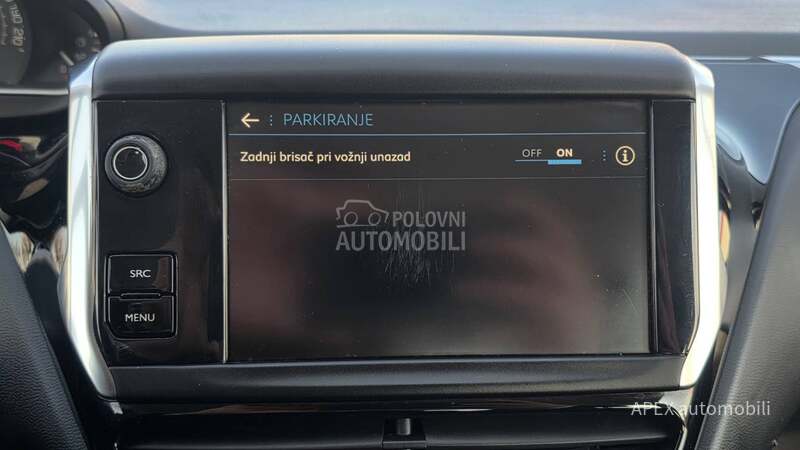 PARKIRANJE
Zadnji brisač pri vožnji unazad
OFF ON
i
SRC
MENU
POLOVNI
AUTOMOBILI
APEX automobili